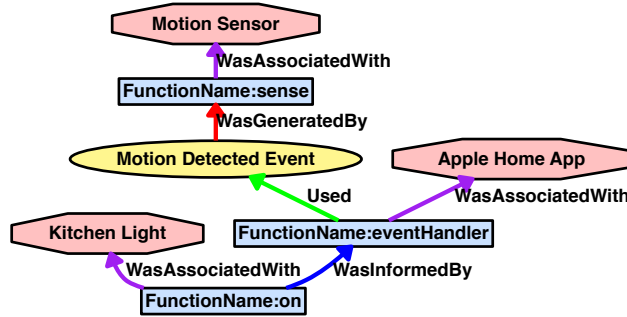 Motion Sensor
WasAssociatedWith
FunctionName:sense
WasGeneratedBy
Motion Detected Event
Apple Home App
Used
WasAssociatedWith
Kitchen Light
FunctionName:eventHandler
WasAssociatedWith
WasInformedBy
FunctionName:on